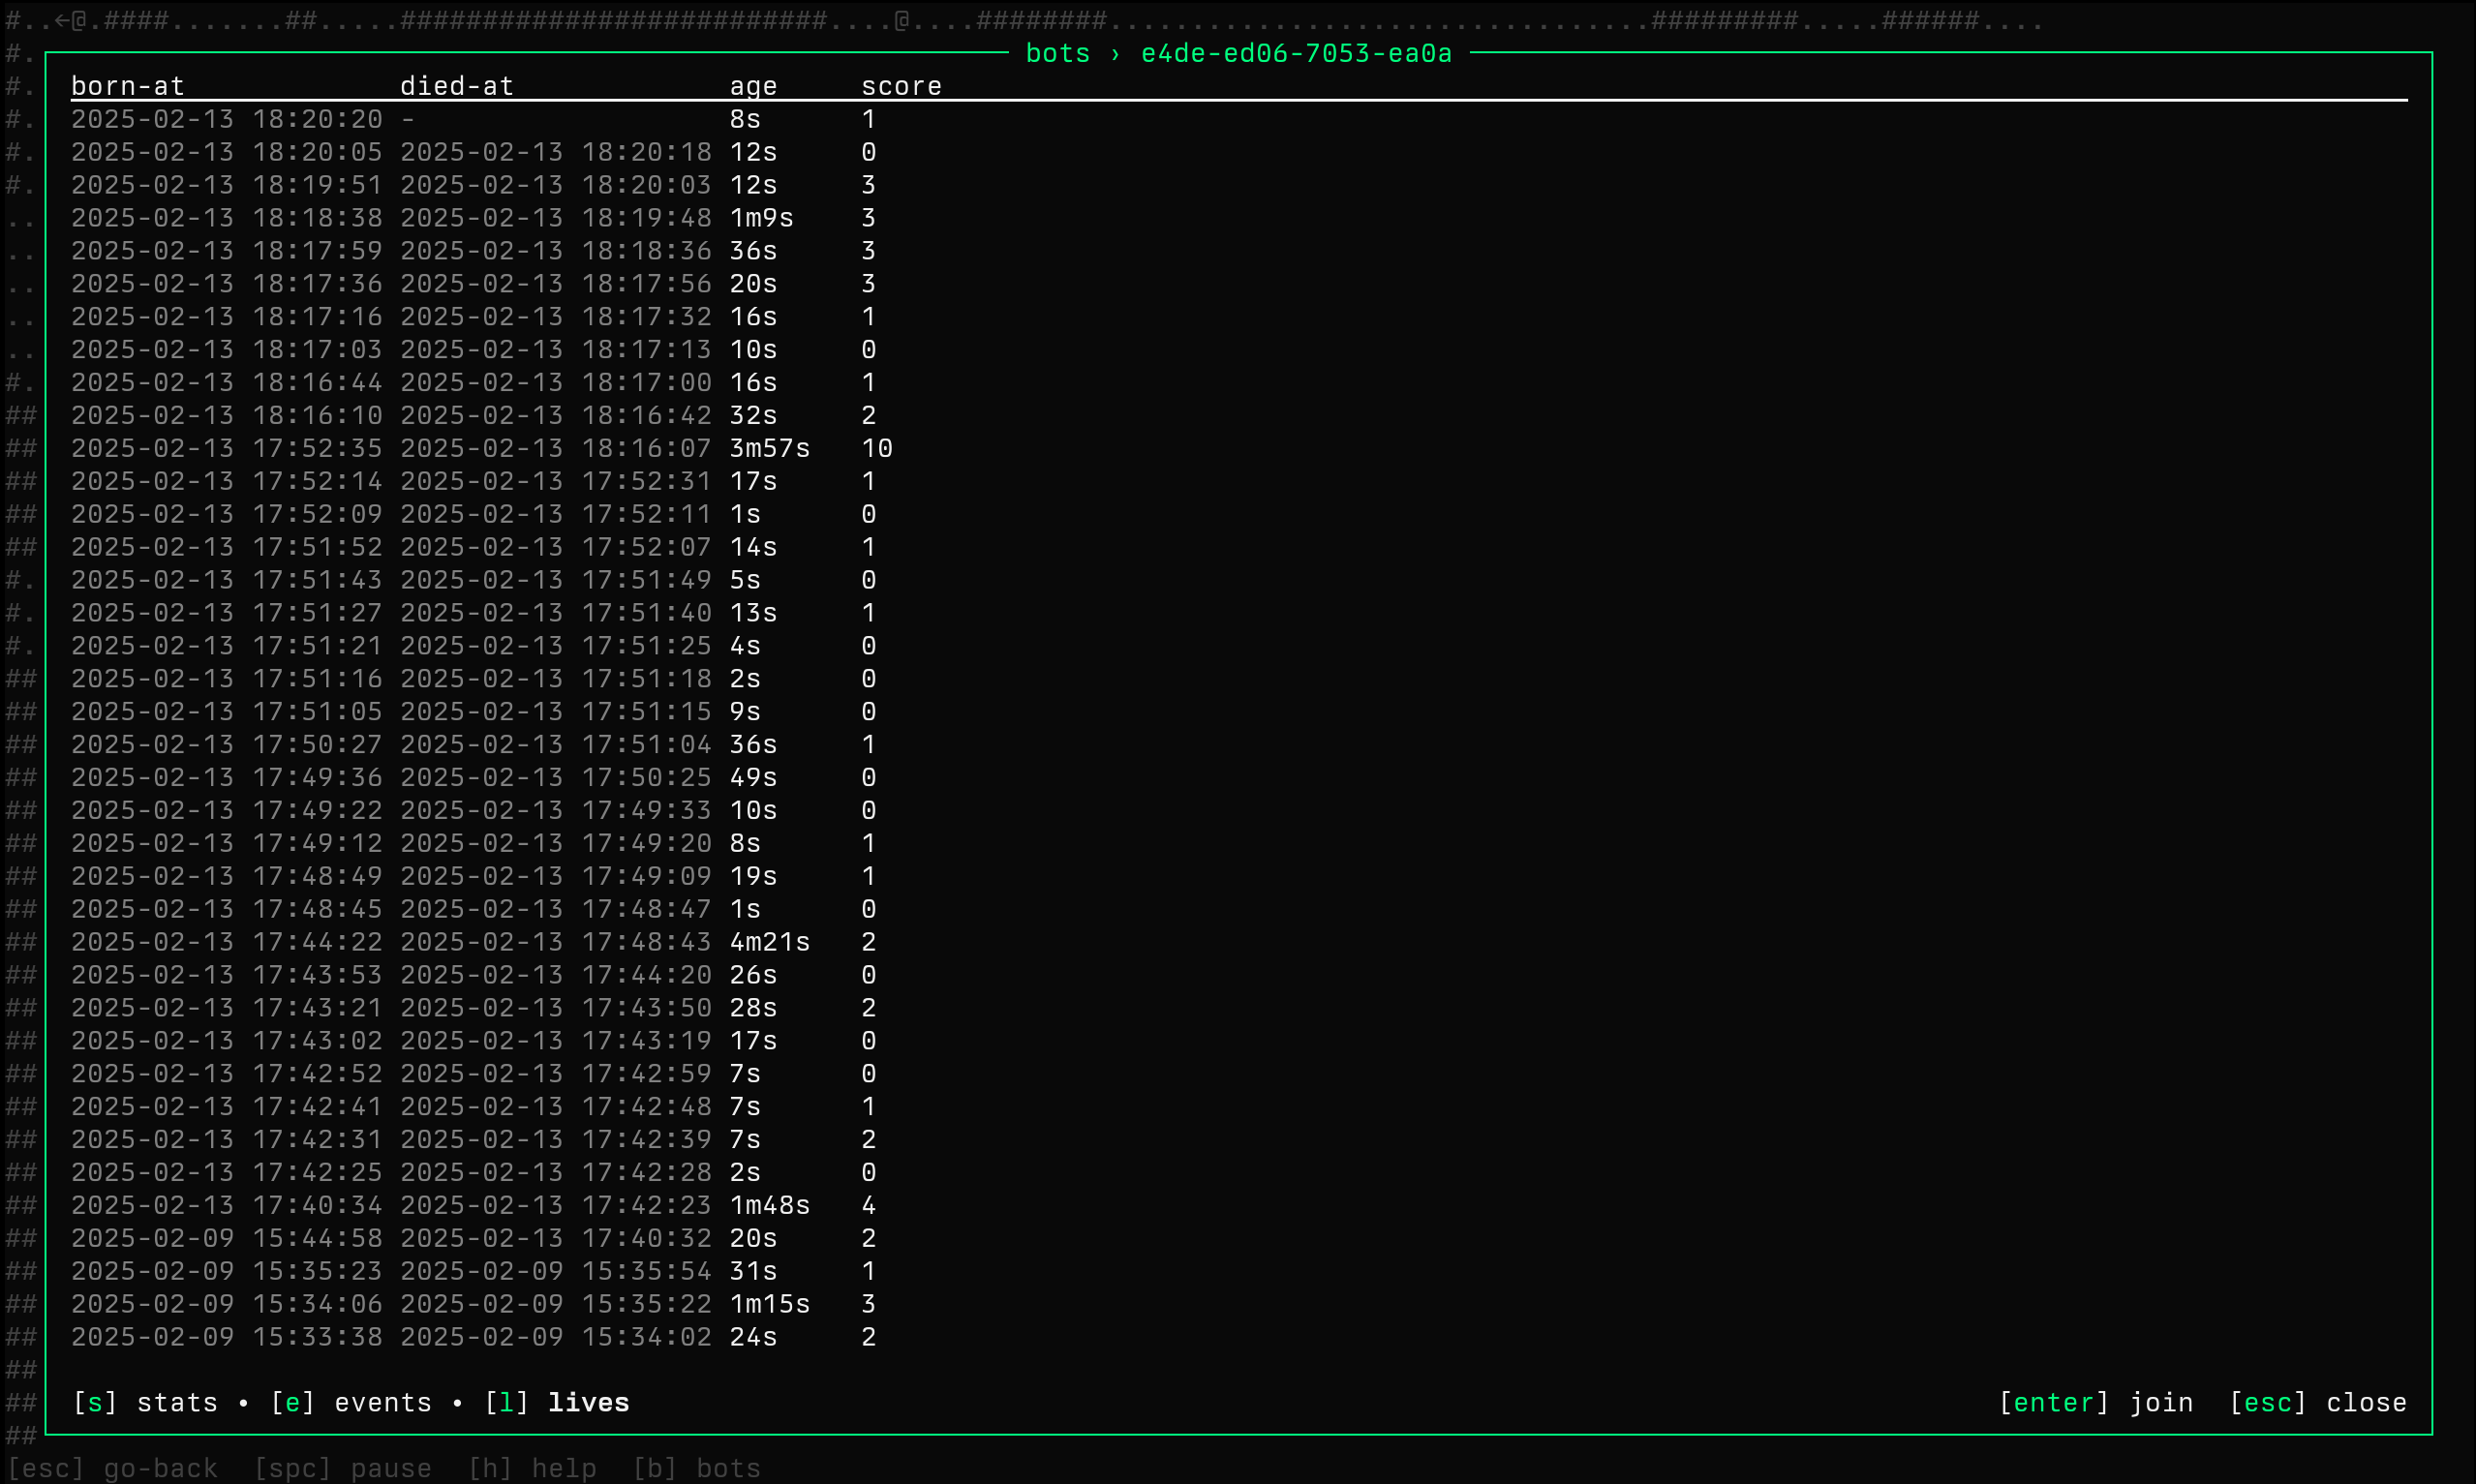 #..←@.####.......##.....##########################....@....########.................................#########.....######....
#. bots › e4de-ed06-7053-ea0a
#. born-at died-at age score
#. 2025-02-13 18:20:20 - 8s 1
#. 2025-02-13 18:20:05 2025-02-13 18:20:18 12s 0
#. 2025-02-13 18:19:51 2025-02-13 18:20:03 12s 3
.. 2025-02-13 18:18:38 2025-02-13 18:19:48 1m9s 3
.. 2025-02-13 18:17:59 2025-02-13 18:18:36 36s 3
.. 2025-02-13 18:17:36 2025-02-13 18:17:56 20s 3
.. 2025-02-13 18:17:16 2025-02-13 18:17:32 16s 1
.. 2025-02-13 18:17:03 2025-02-13 18:17:13 10s 0
#. 2025-02-13 18:16:44 2025-02-13 18:17:00 16s 1
## 2025-02-13 18:16:10 2025-02-13 18:16:42 32s 2
## 2025-02-13 17:52:35 2025-02-13 18:16:07 3m57s 10
## 2025-02-13 17:52:14 2025-02-13 17:52:31 17s 1
## 2025-02-13 17:52:09 2025-02-13 17:52:11 1s 0
## 2025-02-13 17:51:52 2025-02-13 17:52:07 14s 1
#. 2025-02-13 17:51:43 2025-02-13 17:51:49 5s 0
#. 2025-02-13 17:51:27 2025-02-13 17:51:40 13s 1
#. 2025-02-13 17:51:21 2025-02-13 17:51:25 4s 0
## 2025-02-13 17:51:16 2025-02-13 17:51:18 2s 0
## 2025-02-13 17:51:05 2025-02-13 17:51:15 9s 0
## 2025-02-13 17:50:27 2025-02-13 17:51:04 36s 1
## 2025-02-13 17:49:36 2025-02-13 17:50:25 49s 0
## 2025-02-13 17:49:22 2025-02-13 17:49:33 10s 0
## 2025-02-13 17:49:12 2025-02-13 17:49:20 8s 1
## 2025-02-13 17:48:49 2025-02-13 17:49:09 19s 1
## 2025-02-13 17:48:45 2025-02-13 17:48:47 1s 0
## 2025-02-13 17:44:22 2025-02-13 17:48:43 4m21s 2
## 2025-02-13 17:43:53 2025-02-13 17:44:20 26s 0
## 2025-02-13 17:43:21 2025-02-13 17:43:50 28s 2
## 2025-02-13 17:43:02 2025-02-13 17:43:19 17s 0
## 2025-02-13 17:42:52 2025-02-13 17:42:59 7s 0
## 2025-02-13 17:42:41 2025-02-13 17:42:48 7s 1
## 2025-02-13 17:42:31 2025-02-13 17:42:39 7s 2
## 2025-02-13 17:42:25 2025-02-13 17:42:28 2s 0
## 2025-02-13 17:40:34 2025-02-13 17:42:23 1m48s 4
## 2025-02-09 15:44:58 2025-02-13 17:40:32 20s 2
## 2025-02-09 15:35:23 2025-02-09 15:35:54 31s 1
## 2025-02-09 15:34:06 2025-02-09 15:35:22 1m15s 3
## 2025-02-09 15:33:38 2025-02-09 15:34:02 24s 2
##
## [s] stats • [e] events • [l] lives [enter] join [esc] close
##
[esc] go-back [spc] pause [h] help [b] bots